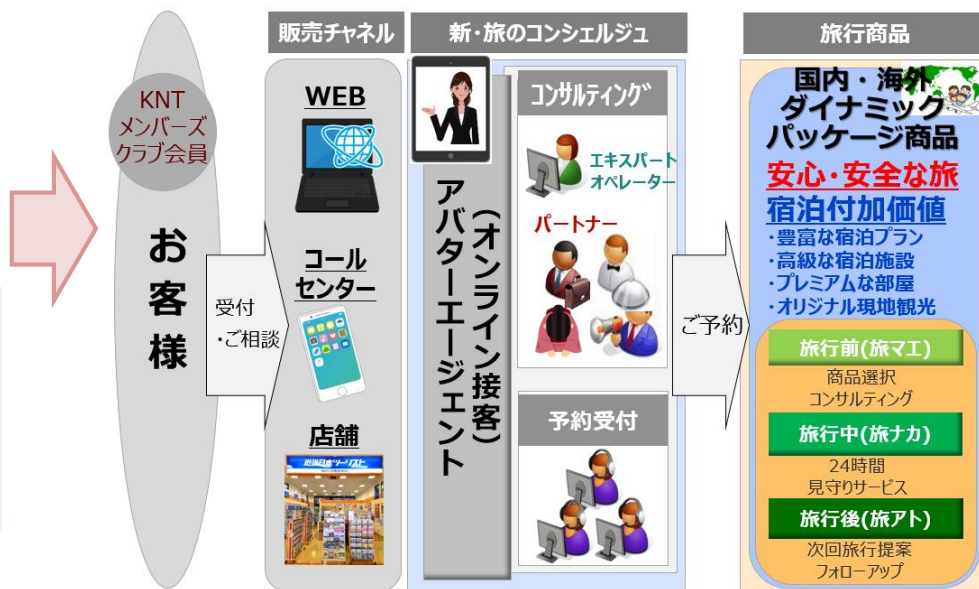 販売チャネル
新・旅のコンシェルジュ
旅行商品
KNT
メンバーズ
クラブ会員
お客様
受付
・ご相談
WEB
コール
センター
店舗
近畿日本ツーリスト
アバターエージェント
(オンライン接客)
コンサルティング
エキスパート
オペレーター
パートナー
予約受付
ご予約
国内・海外
ダイナミック
パッケージ商品
安心・安全な旅
宿泊付加価値
・豊富な宿泊プラン
・高級な宿泊施設
・プレミアムな部屋
・オリジナル現地観光
旅行前(旅マエ)
商品選択
コンサルティング
旅行中(旅ナカ)
24時間
見守りサービス
旅行後(旅アト)
次回旅行提案
フォローアップ